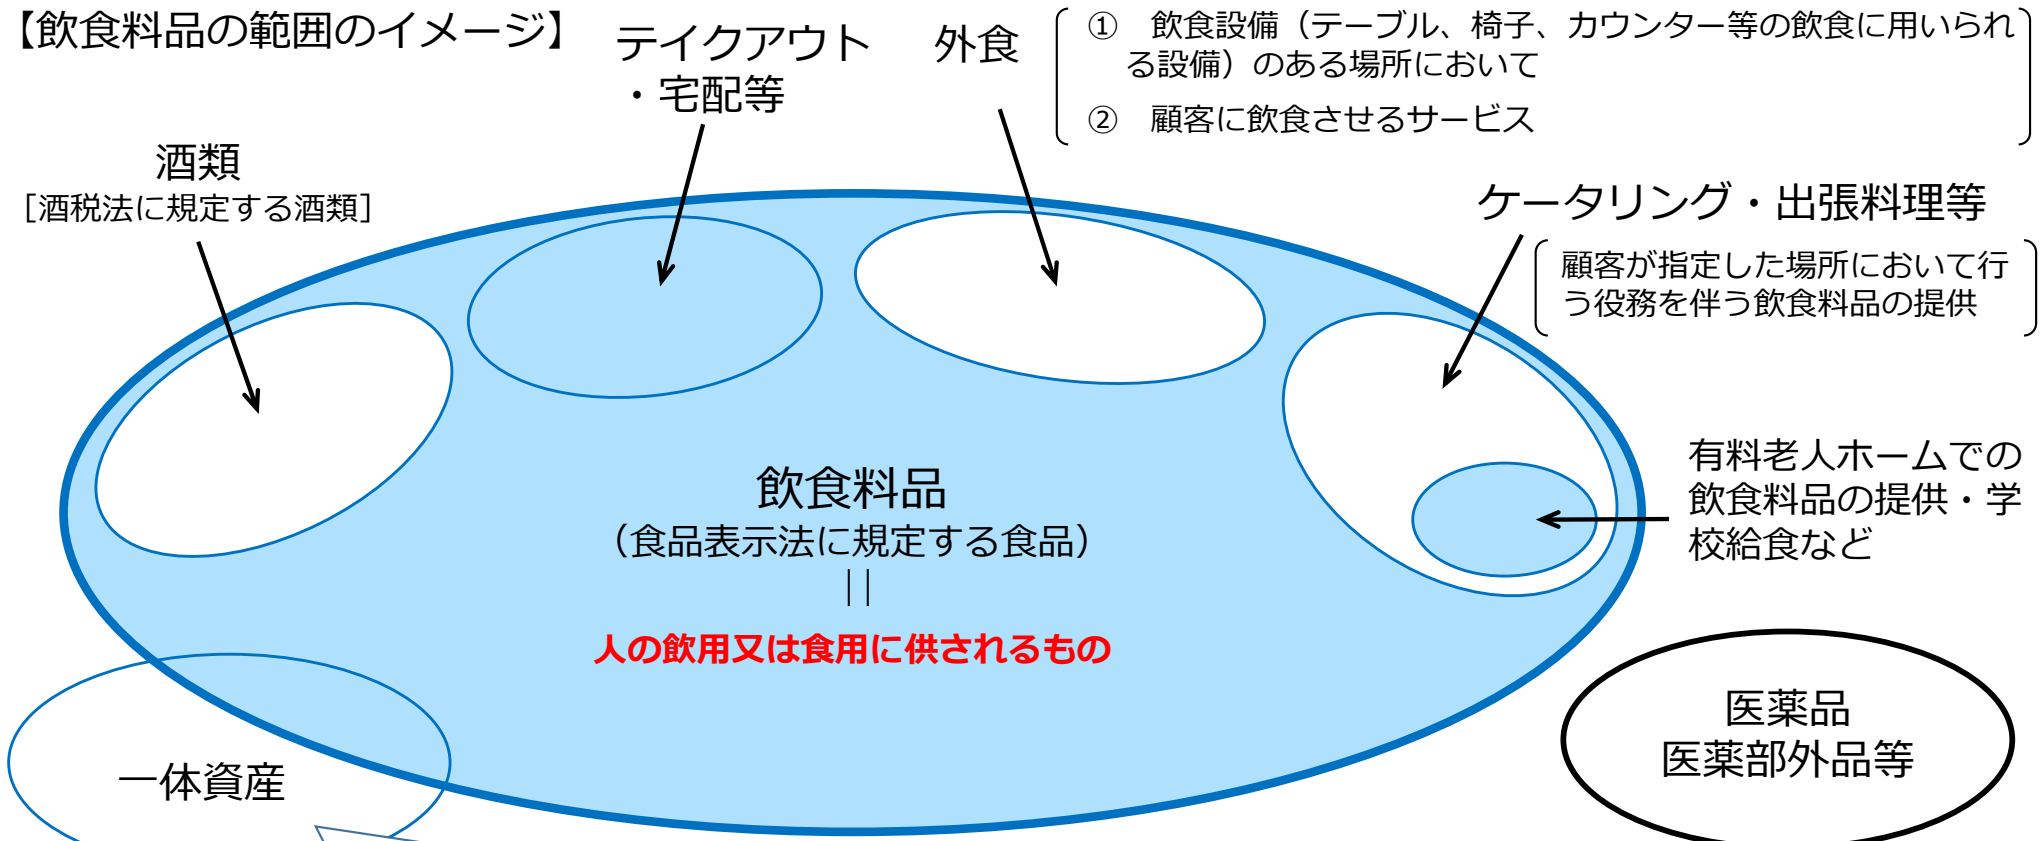 【飲食料品の範囲のイメージ】
テイクアウト
・宅配等
外食
① 飲食設備（テーブル、椅子、カウンター等の飲食に用いられ
る設備）のある場所において
② 顧客に飲食させるサービス
酒類
［酒税法に規定する酒類］
ケータリング・出張料理等
顧客が指定した場所において行
う役務を伴う飲食料品の提供
有料老人ホームでの
飲食料品の提供・学
校給食など
飲食料品
（食品表示法に規定する食品）
||
人の飲用又は食用に供されるもの
一体資産
医薬品
医薬部外品等